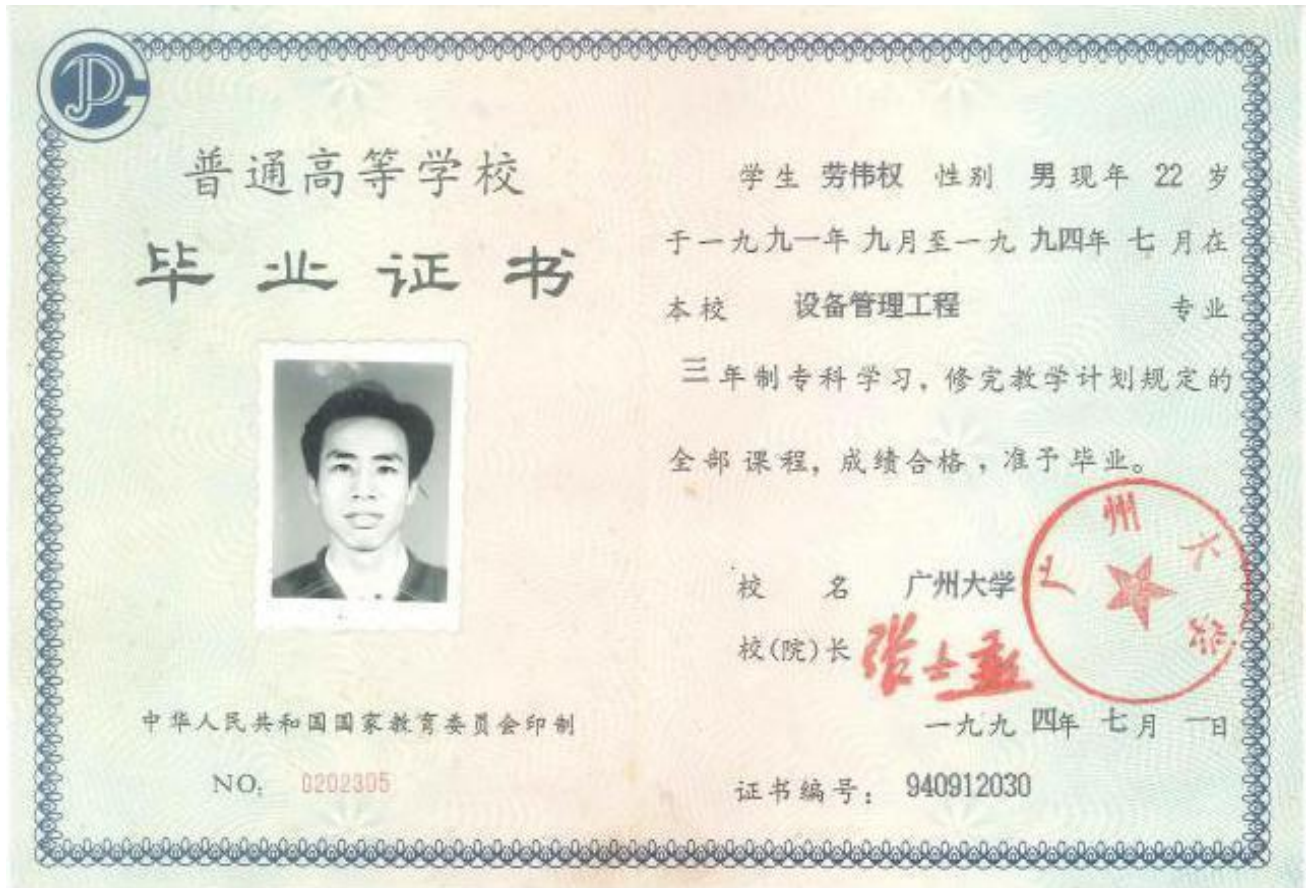 普通高等学校
毕业证书
中华人民共和国国家教育委员会印制
NO: 0202305
学生 劳伟权 性别 男 现年 22 岁
于一九九一年 九月至一九九四年 七 月在
本校 设备管理工程 专业
三年制专科学习，修完教学计划规定的
全部课程，成绩合格，准予毕业。
校 名 广州大学
校(院)长
一九九四年 七月 一日
证书编号: 940912030
广州大学